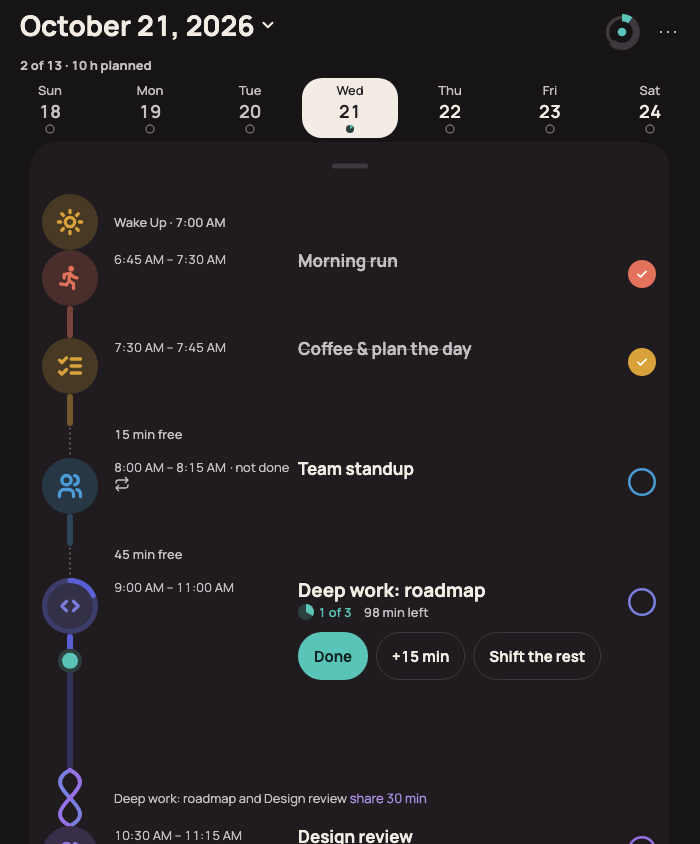 October 21, 2026
2 of 13 · 10 h planned
Sun Mon Tue Wed Thu Fri Sat
18 19 20 21 22 23 24
Wake Up · 7:00 AM
6:45 AM – 7:30 AM Morning run
7:30 AM – 7:45 AM Coffee & plan the day
15 min free
8:00 AM – 8:15 AM · not done Team standup
45 min free
9:00 AM – 11:00 AM Deep work: roadmap
1 of 3 98 min left
Done +15 min Shift the rest
Deep work: roadmap and Design review share 30 min
10:30 AM – 11:15 AM Design review